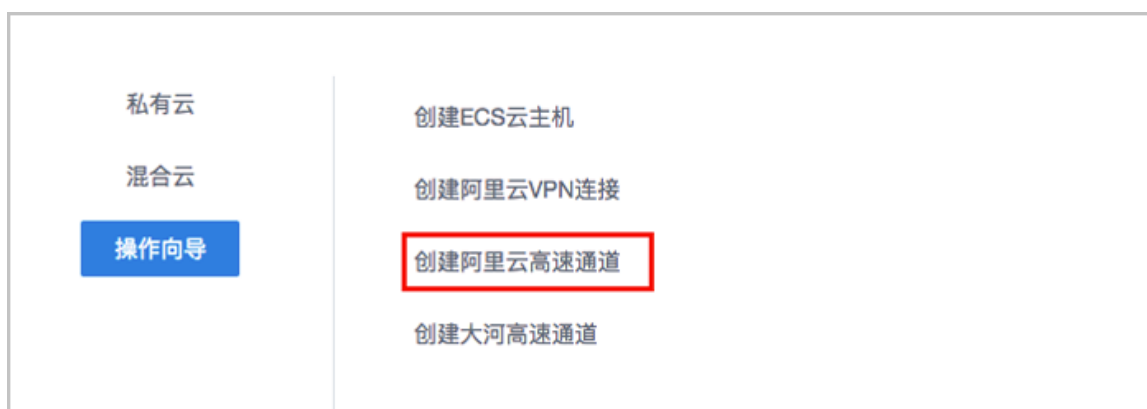 私有云
混合云
操作向导
创建ECS云主机
创建阿里云VPN连接
创建阿里云高速通道
创建大河高速通道